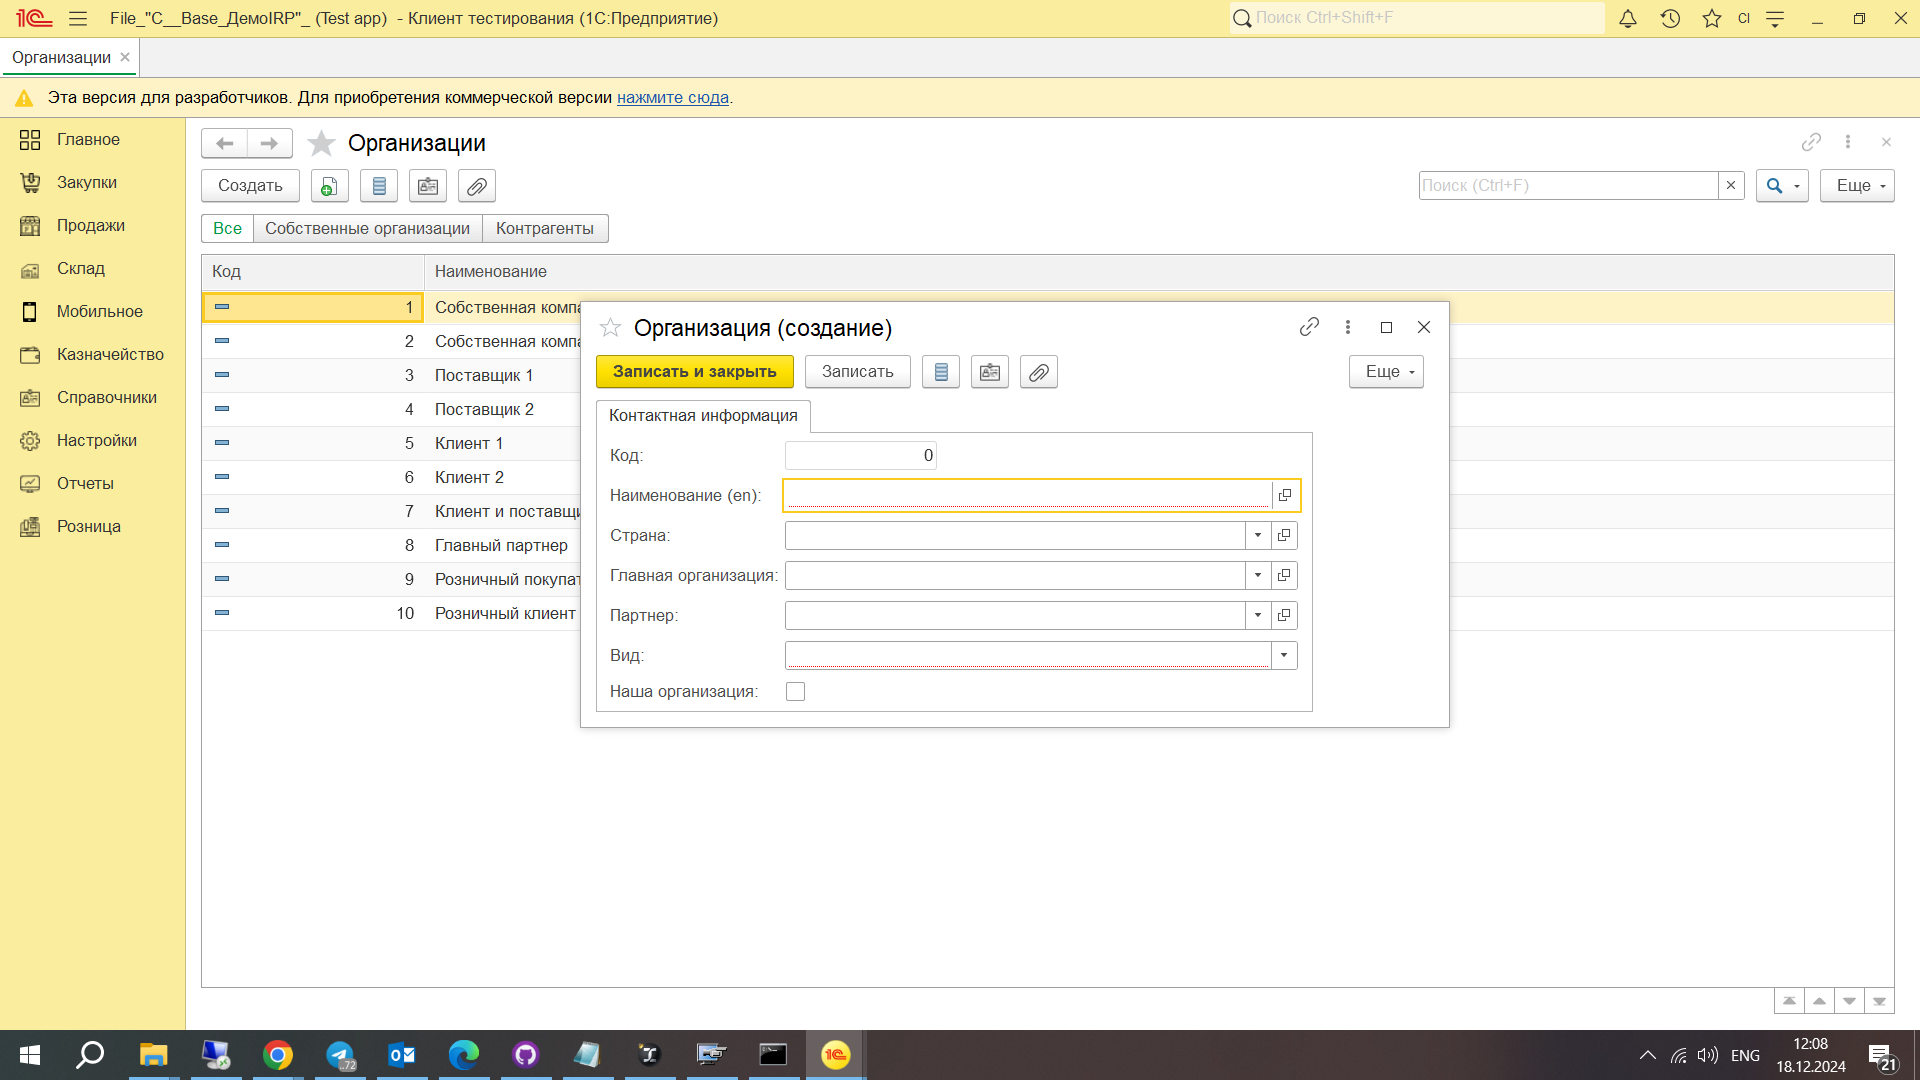 File_"C__Base_ДемоIRP"_ (Test app) - Клиент тестирования (1С:Предприятие)
Поиск Ctrl+Shift+F
CI
Организации
Эта версия для разработчиков. Для приобретения коммерческой версии нажмите сюда.
Главное
Закупки
Продажи
Склад
Мобильное
Казначейство
Справочники
Настройки
Отчеты
Розница
Организации
Создать
Поиск (Ctrl+F)
Еще
Все
Собственные организации
Контрагенты
Код Наименование
1 Собственная компа
2 Собственная компа
3 Поставщик 1
4 Поставщик 2
5 Клиент 1
6 Клиент 2
7 Клиент и поставщи
8 Главный партнер
9 Розничный покупат
10 Розничный клиент
Организация (создание)
Записать и закрыть
Записать
Еще
Контактная информация
Код: 0
Наименование (en):
Страна:
Главная организация:
Партнер:
Вид:
Наша организация:
..72
ENG
12:08
18.12.2024
21